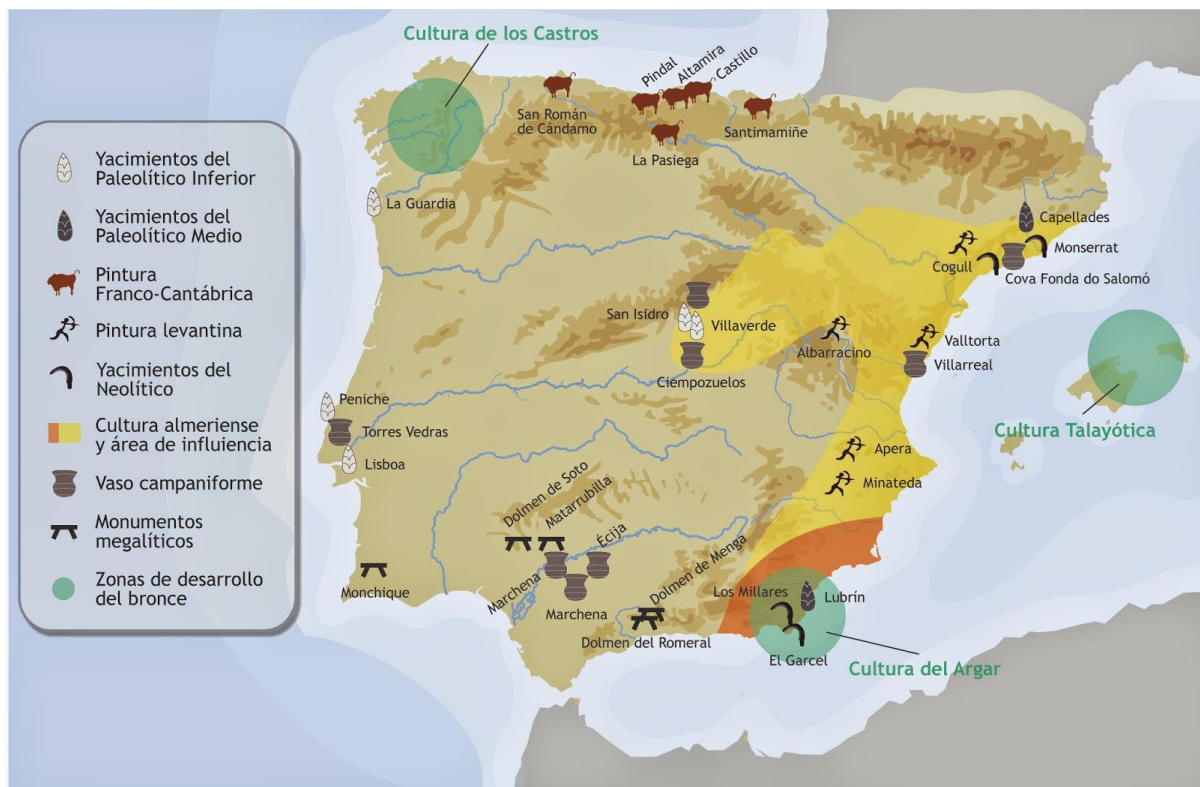 Cultura de los Castros
Pindal
Altamira
Castillo
San Román
de Cándamo
Santimamiñe
La Pasiega
Yacimientos del
Paleolítico Inferior
Yacimientos del
Paleolítico Medio
Pintura
Franco-Cantábrica
Pintura levantina
Yacimientos del
Neolítico
Cultura almeriense
y área de influiencia
Vaso campaniforme
Monumentos
megalíticos
Zonas de desarrollo
del bronce
La Guardia
Capellades
Monserrat
Cogull
Cova Fonda do Salomó
San Isidro
Villaverde
Albarracino
Valltorta
Villarreal
Ciempozuelos
Peniche
Torres Vedras
Lisboa
Cultura Talayótica
Apera
Minateda
Dolmen de Soto
Matarrubilla
Écija
Marchena
Marchena
Monchique
Dolmen de Menga
Dolmen del Romeral
Los Millares
Lubrín
El Garcel
Cultura del Argar